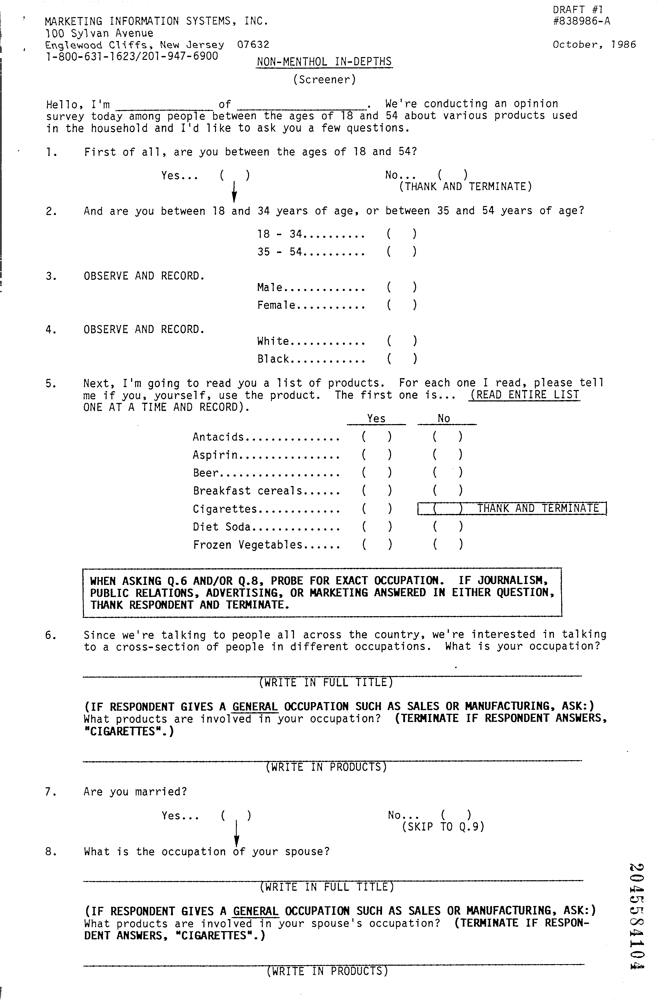 DRAFT #1
MARKETING INFORMATION SYSTEMS, INC. #838986-A
100 Sylvan Avenue
Englewood Cliffs, New Jersey 07632 October, 1986
1-800-631-1623/201-947-6900
NON-MENTHOL IN-DEPTHS
(Screener)
Hello, I'm _______________ of ____________________. We're conducting an opinion
survey today among people between the ages of 18 and 54 about various products used
in the household and I'd like to ask you a few questions.
1. First of all, are you between the ages of 18 and 54?
Yes... ( ) No... ( )
(THANK AND TERMINATE)
2. And are you between 18 and 34 years of age, or between 35 and 54 years of age?
18 - 34.......... ( )
35 - 54.......... ( )
3. OBSERVE AND RECORD.
Male............. ( )
Female........... ( )
4. OBSERVE AND RECORD.
White............ ( )
Black............ ( )
5. Next, I'm going to read you a list of products. For each one I read, please tell
me if you, yourself, use the product. The first one is... (READ ENTIRE LIST
ONE AT A TIME AND RECORD).
Yes No
Antacids............... ( ) ( )
Aspirin................ ( ) ( )
Beer................... ( ) ( )
Breakfast cereals...... ( ) ( )
Cigarettes............. ( ) ( ) THANK AND TERMINATE
Diet Soda.............. ( ) ( )
Frozen Vegetables...... ( ) ( )
WHEN ASKING Q.6 AND/OR Q.8, PROBE FOR EXACT OCCUPATION. IF JOURNALISM,
PUBLIC RELATIONS, ADVERTISING, OR MARKETING ANSWERED IN EITHER QUESTION,
THANK RESPONDENT AND TERMINATE.
6. Since we're talking to people all across the country, we're interested in talking
to a cross-section of people in different occupations. What is your occupation?
(WRITE IN FULL TITLE)
(IF RESPONDENT GIVES A GENERAL OCCUPATION SUCH AS SALES OR MANUFACTURING, ASK:)
What products are involved in your occupation? (TERMINATE IF RESPONDENT ANSWERS,
"CIGARETTES".)
(WRITE IN PRODUCTS)
7. Are you married?
Yes... ( ) No... ( )
(SKIP TO Q.9)
8. What is the occupation of your spouse?
(WRITE IN FULL TITLE)
(IF RESPONDENT GIVES A GENERAL OCCUPATION SUCH AS SALES OR MANUFACTURING, ASK:)
What products are involved in your spouse's occupation? (TERMINATE IF RESPON-
DENT ANSWERS, "CIGARETTES".)
(WRITE IN PRODUCTS)
2045584104